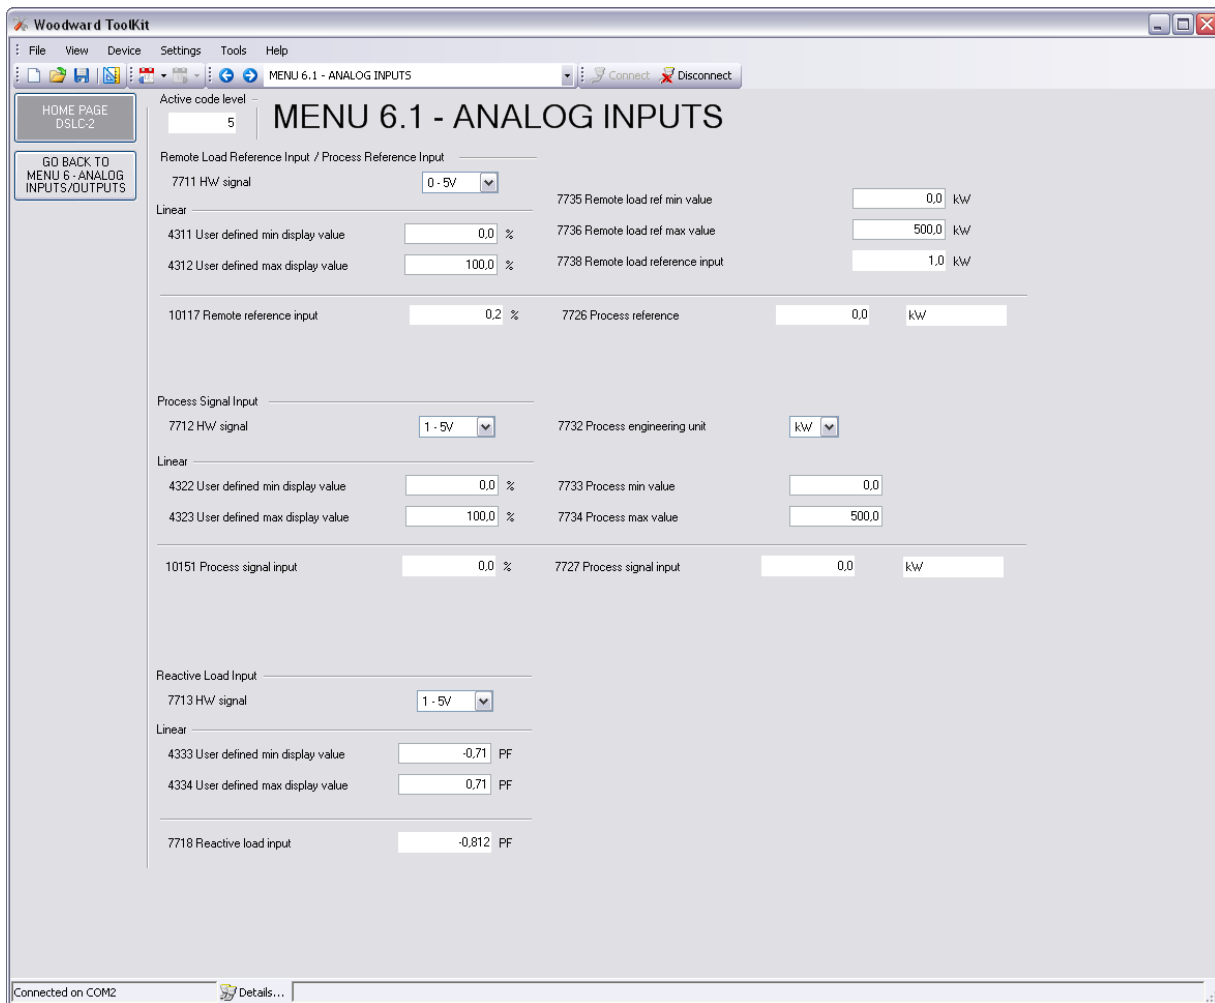 Woodward ToolKit
File View Device Settings Tools Help
MENU 6.1 - ANALOG INPUTS Connect Disconnect
HOME PAGE
DSLC-2
GO BACK TO
MENU 6 - ANALOG
INPUTS/OUTPUTS
Active code level
5
MENU 6.1 - ANALOG INPUTS
Remote Load Reference Input / Process Reference Input
7711 HW signal 0 - 5V
7735 Remote load ref min value 0,0 kW
Linear
4311 User defined min display value 0,0 %
7736 Remote load ref max value 500,0 kW
4312 User defined max display value 100,0 %
7738 Remote load reference input 1,0 kW
10117 Remote reference input 0,2 % 7726 Process reference 0,0 kW
Process Signal Input
7712 HW signal 1 - 5V 7732 Process engineering unit kW
Linear
4322 User defined min display value 0,0 % 7733 Process min value 0,0
4323 User defined max display value 100,0 % 7734 Process max value 500,0
10151 Process signal input 0,0 % 7727 Process signal input 0,0 kW
Reactive Load Input
7713 HW signal 1 - 5V
Linear
4333 User defined min display value -0,71 PF
4334 User defined max display value 0,71 PF
7718 Reactive load input -0,812 PF
Connected on COM2 Details...